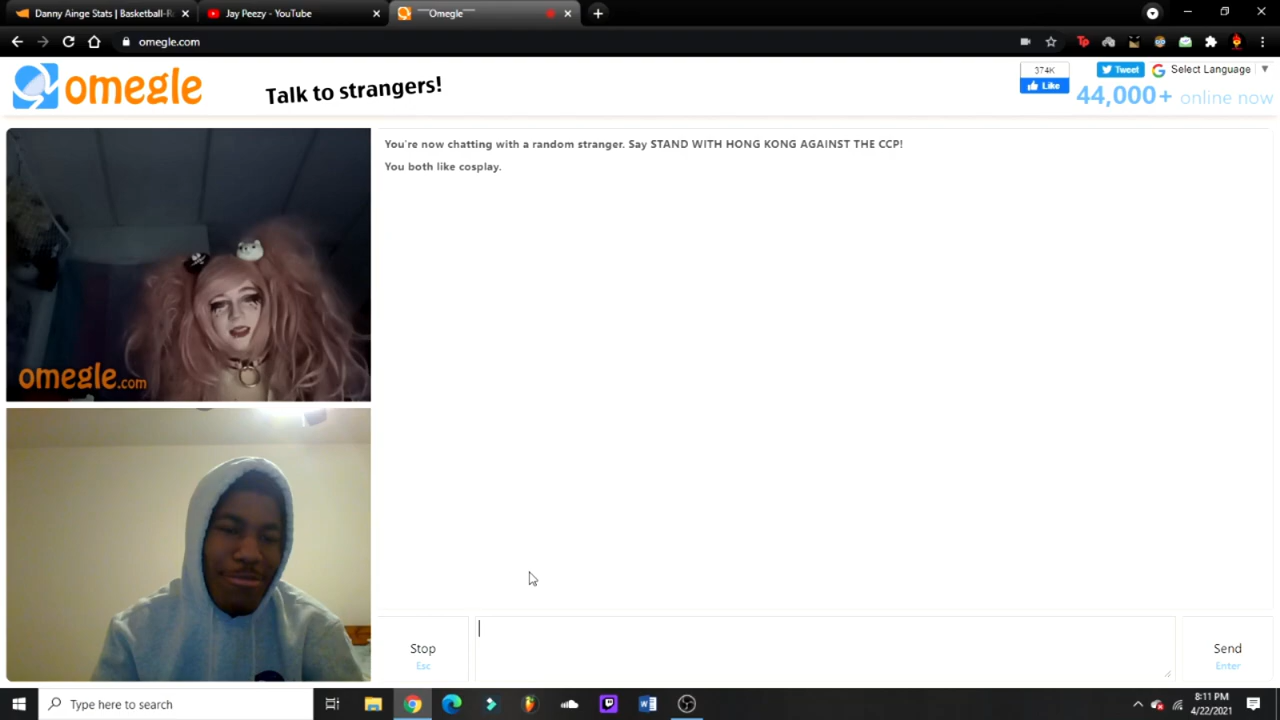 Danny Ainge Stats | Basketball-R
Jay Peezy - YouTube
Omegle
omegle.com
omegle
Talk to strangers!
374K
Like
Tweet
Select Language
44,000+ online now
You're now chatting with a random stranger. Say STAND WITH HONG KONG AGAINST THE CCP!
You both like cosplay.
omegle.com
Stop
Esc
Send
Enter
Type here to search
8:11 PM
4/22/2021